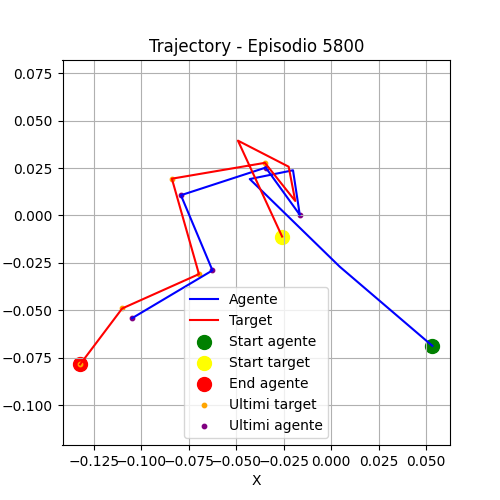 Trajectory - Episodio 5800
0.075
0.050
0.025
0.000
−0.025
−0.050
−0.075
−0.100
Agente
Target
Start agente
Start target
End agente
Ultimi target
Ultimi agente
−0.125 −0.100 −0.075 −0.050 −0.025 0.000 0.025 0.050
X